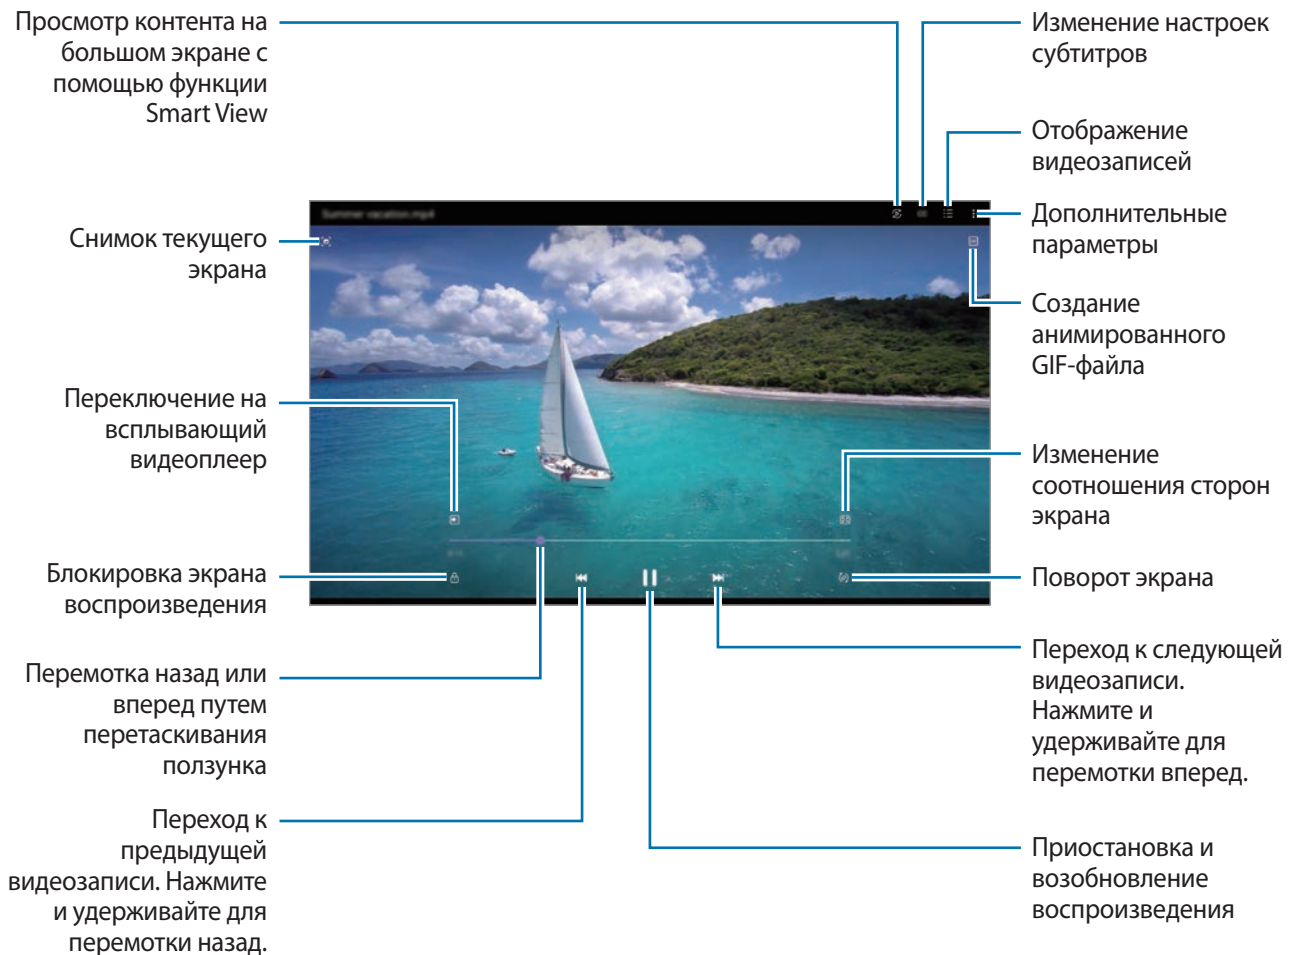 Просмотр контента на
большом экране с
помощью функции
Smart View
Снимок текущего
экрана
Переключение на
всплывающий
видеоплеер
Блокировка экрана
воспроизведения
Перемотка назад или
вперед путем
перетаскивания
ползунка
Переход к
предыдущей
видеозаписи. Нажмите
и удерживайте для
перемотки назад.
Summer vacation.mp4
Изменение настроек
субтитров
Отображение
видеозаписей
Дополнительные
параметры
Создание
анимированного
GIF-файла
Изменение
соотношения сторон
экрана
Поворот экрана
Переход к следующей
видеозаписи.
Нажмите и
удерживайте для
перемотки вперед.
Приостановка и
возобновление
воспроизведения